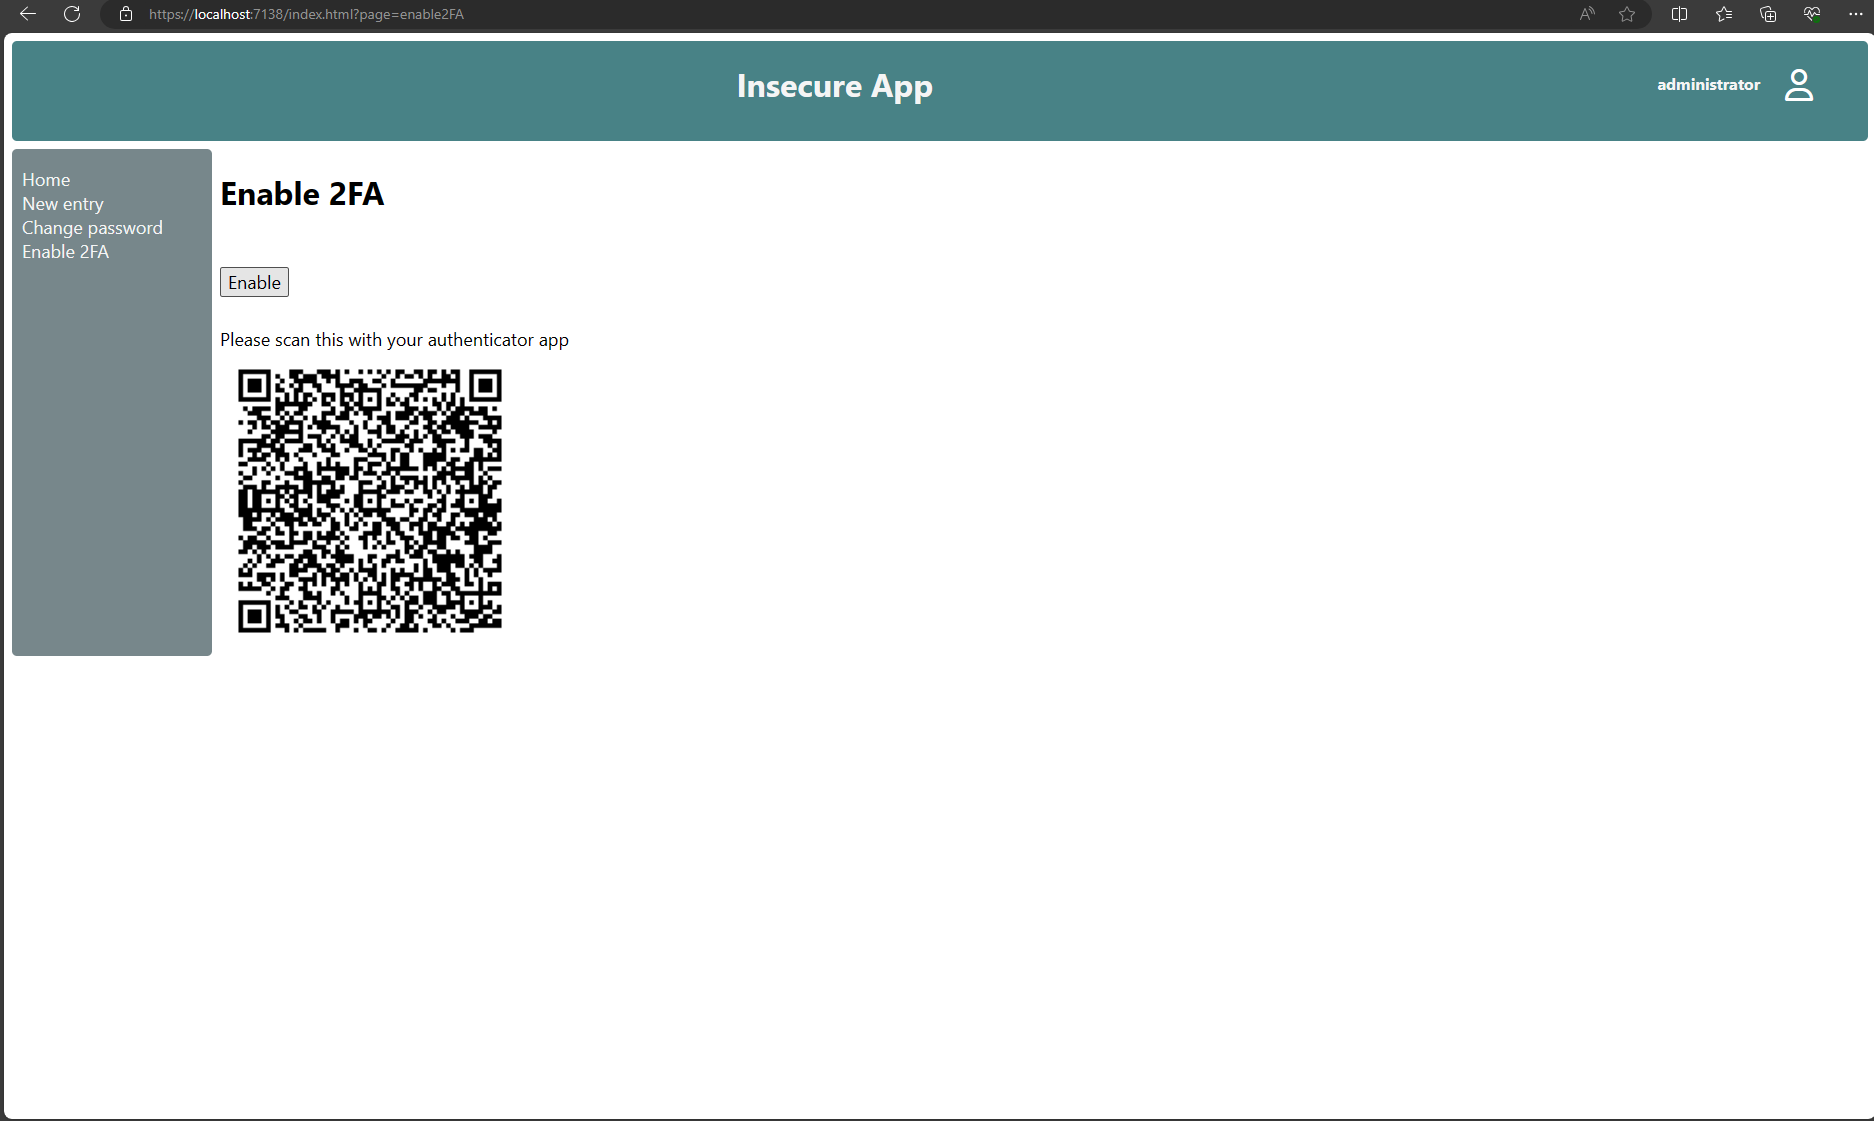 https://localhost:7138/index.html?page=enable2FA
Insecure App
administrator
Home
New entry
Change password
Enable 2FA
Enable 2FA
Enable
Please scan this with your authenticator app